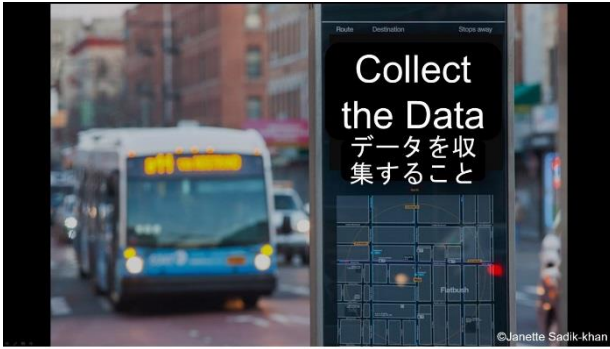 Route Destination Stops away
Collect
the Data
データを収
集すること
Flatbush
©Janette Sadik-khan